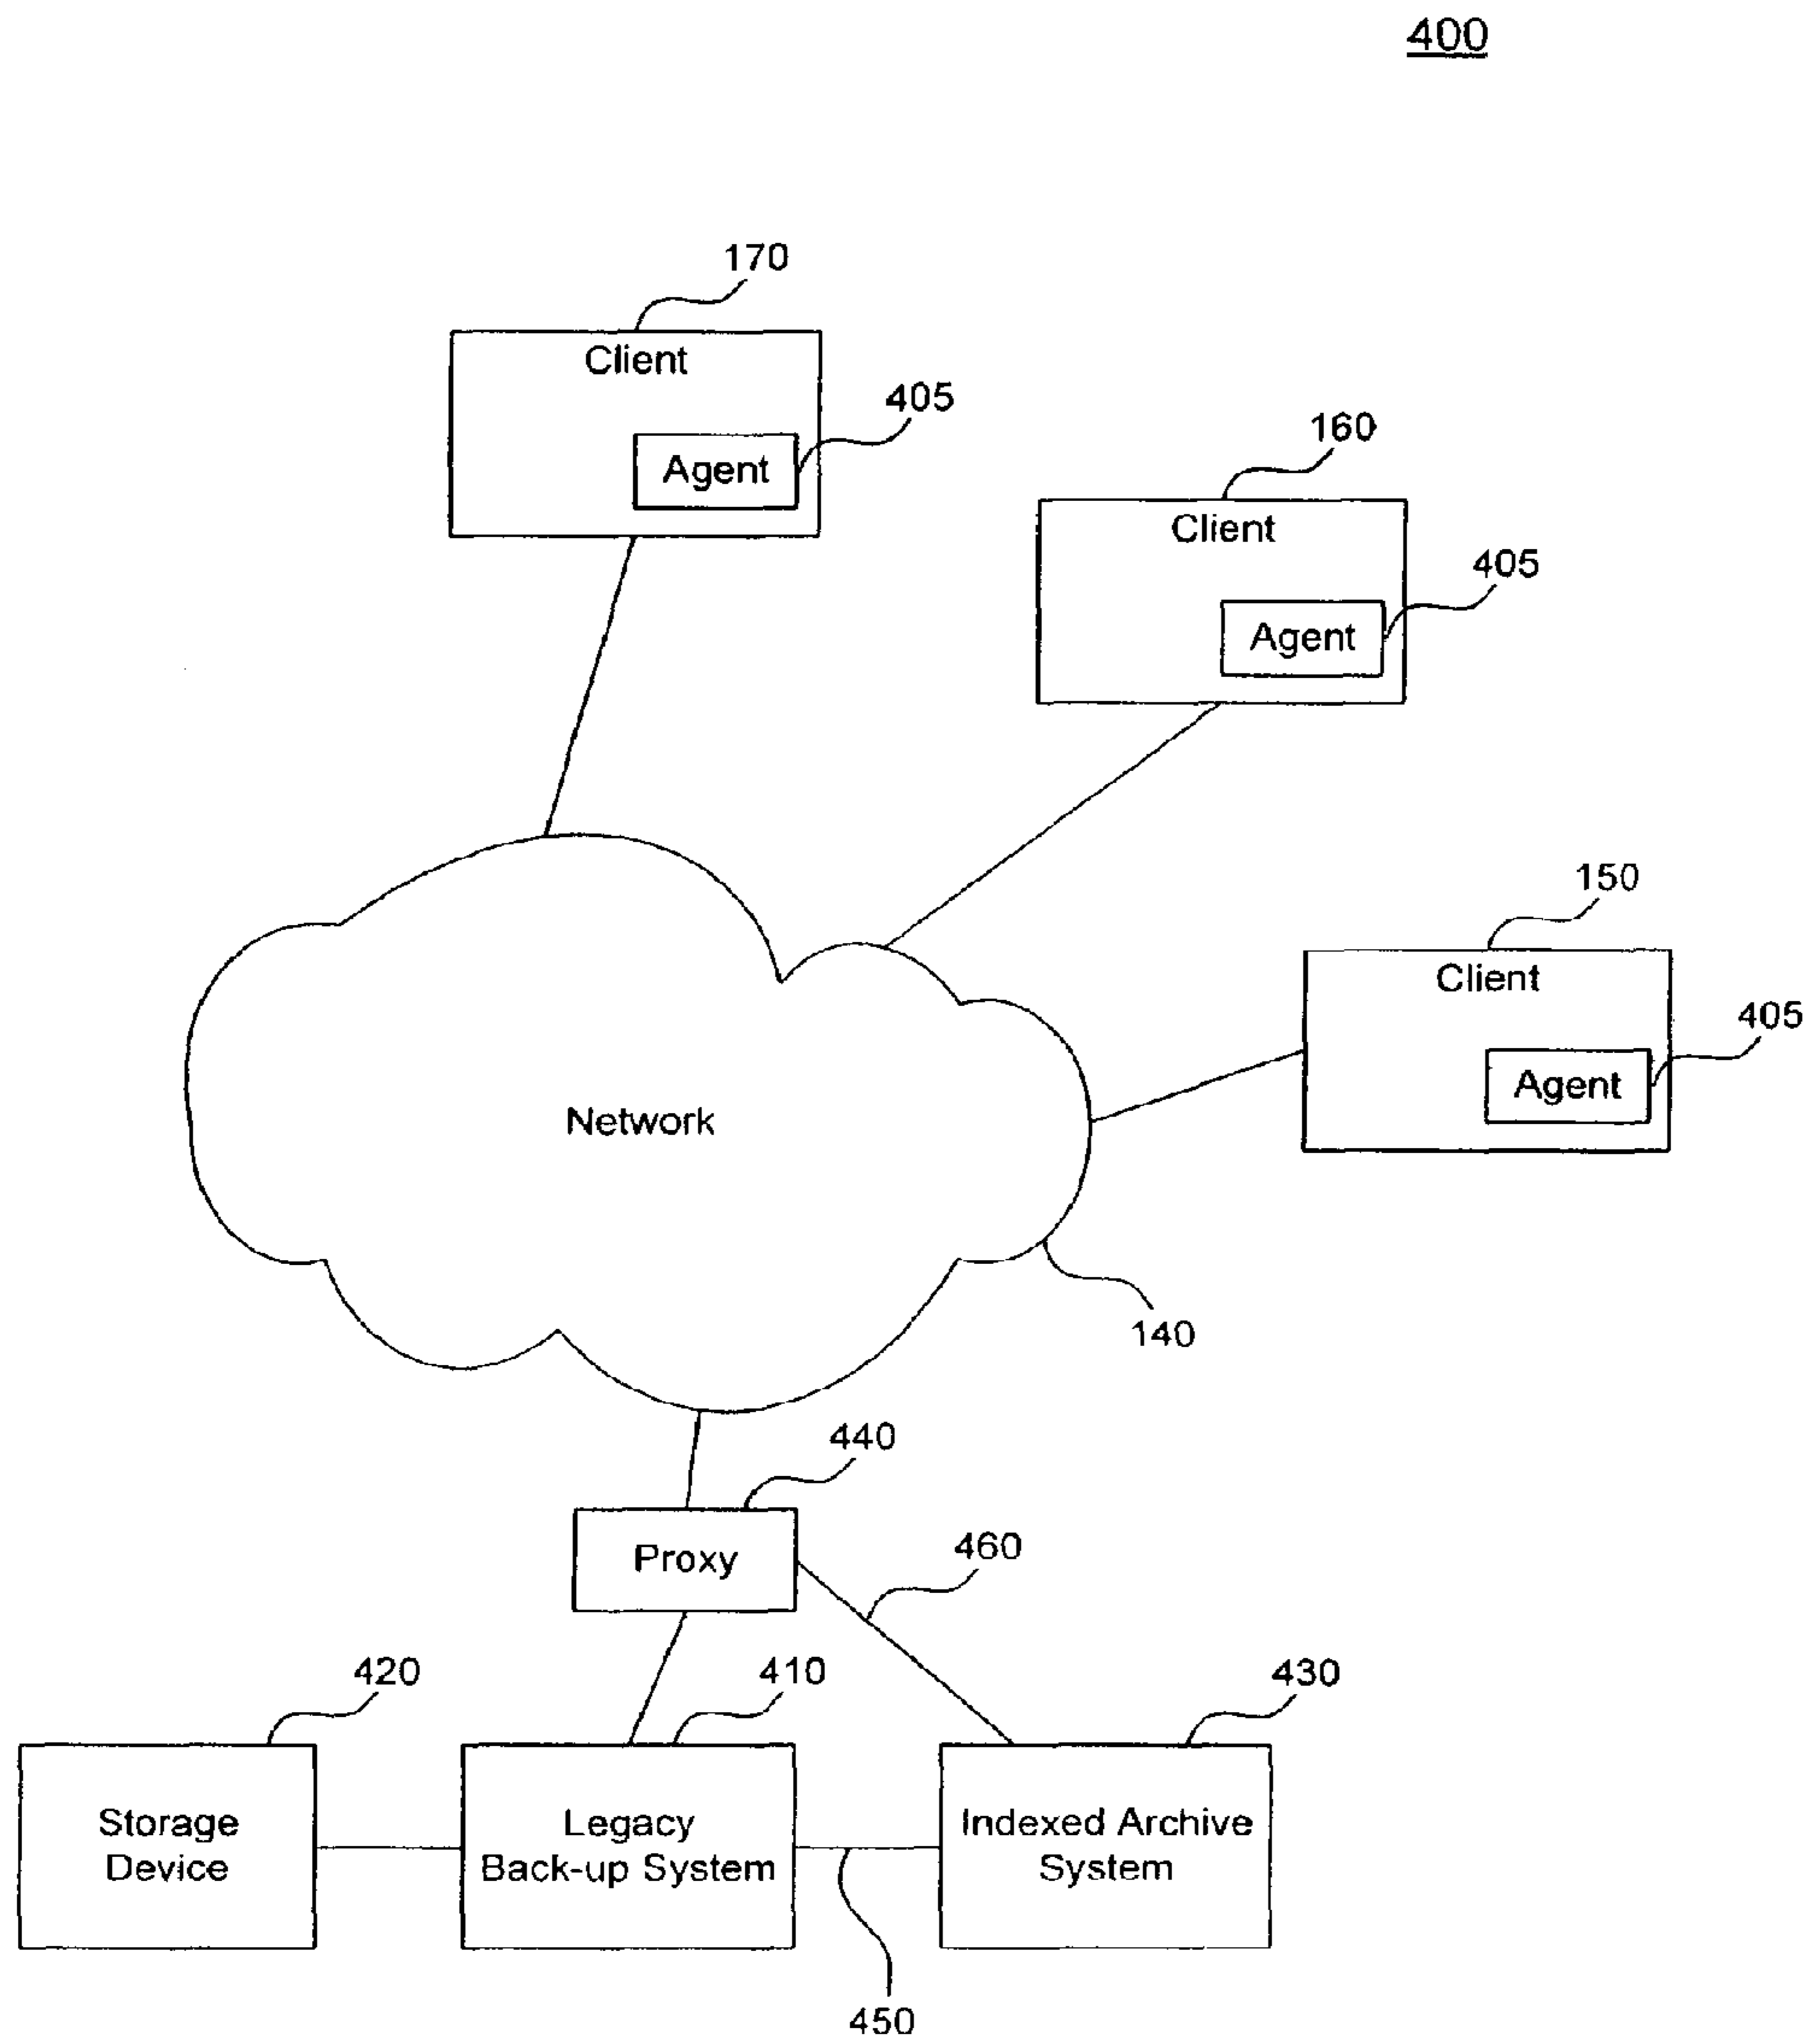 400
170
Client
405
Agent
160
Client
405
Agent
150
Client
405
Agent
Network
140
440
Proxy
460
420
410
430
Storage
Device
Legacy
Back-up System
Indexed Archive
System
450